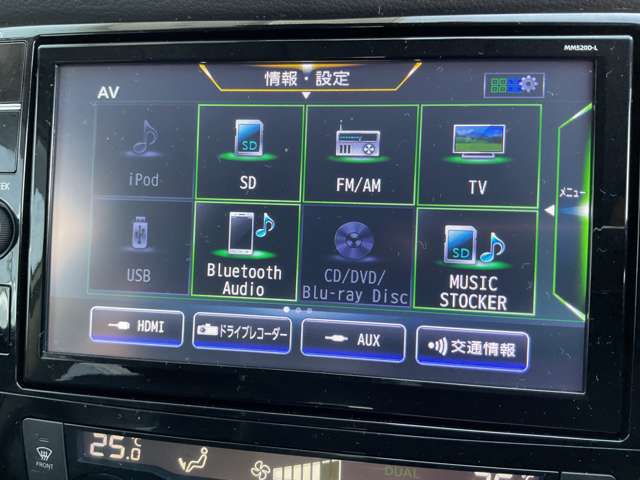 MM520D-L
情報・設定
AV
iPod
SD
FM/AM
TV
メニュー
USB
Bluetooth
Audio
CD/DVD/
Blu-ray Disc
MUSIC
STOCKER
HDMI
ドライブレコーダー
AUX
交通情報
25.0
℃
FRONT
DUAL